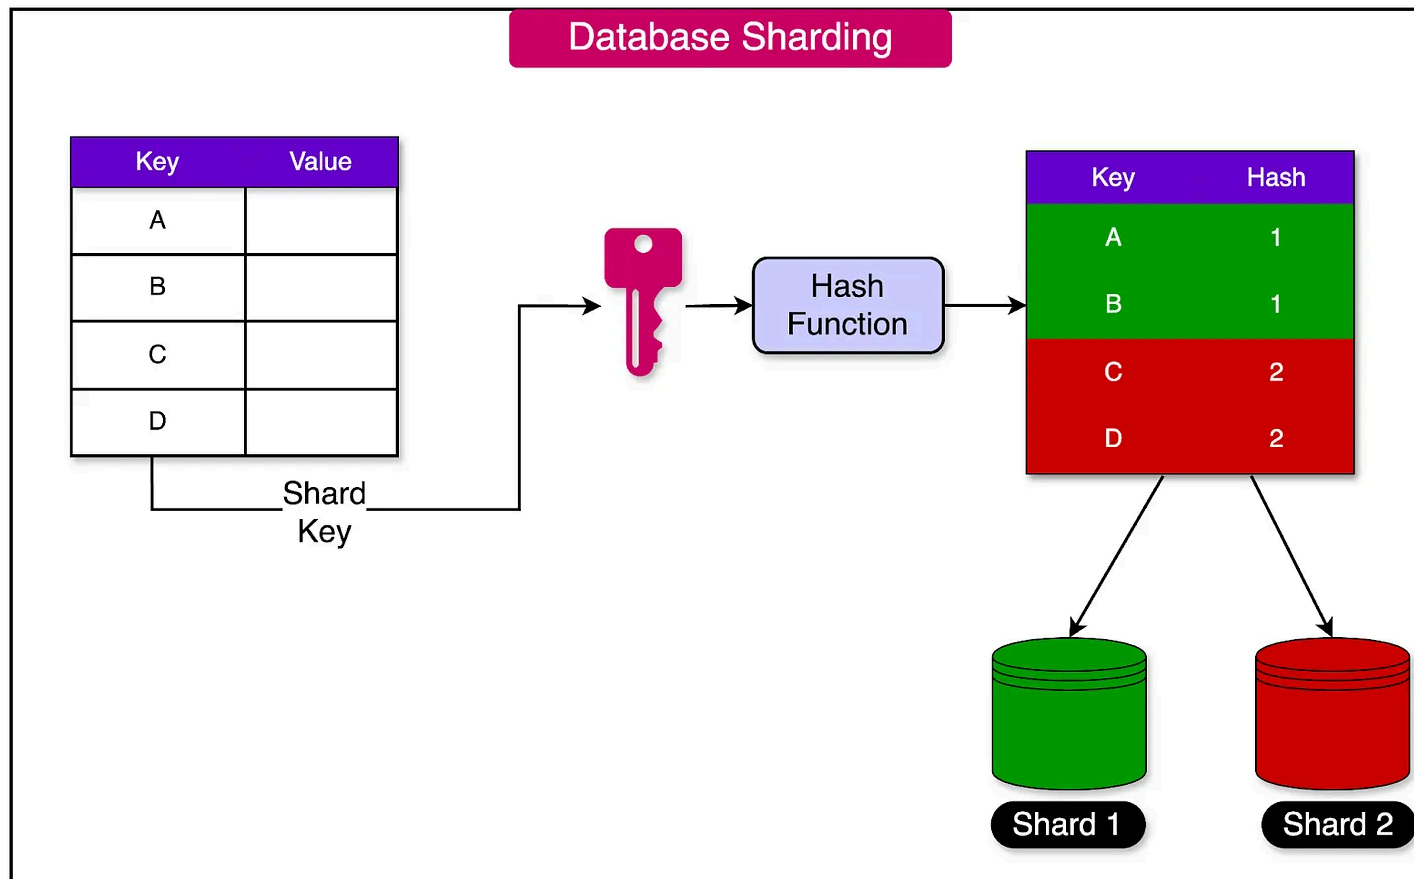 Database Sharding
Key Value
A
B
C
D
Shard
Key
Hash
Function
Key Hash
A 1
B 1
C 2
D 2
Shard 1
Shard 2